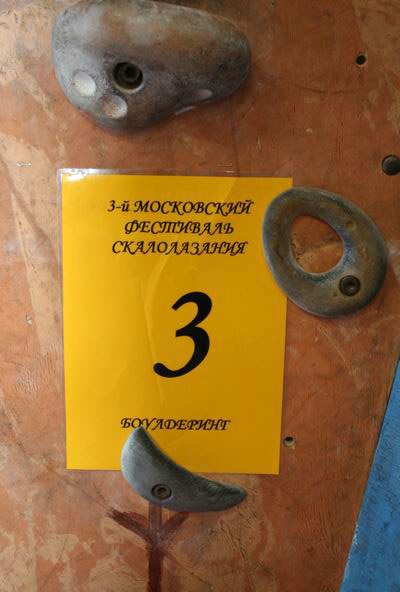 3-й МОСКОВСКИЙ
ФЕСТИВАЛЬ
СКАЛОЛАЗАНИЯ
3
БОУЛДЕРИНГ